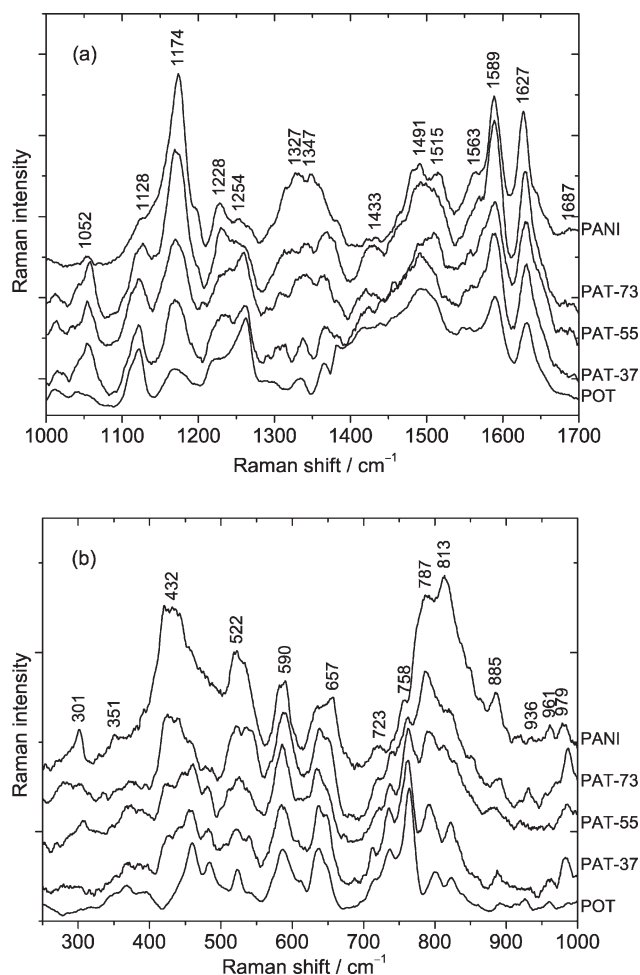 (a)
1052
1128
1174
1228
1254
1327
1347
1433
1491
1515
1563
1589
1627
1687
PANI
PAT-73
PAT-55
PAT-37
POT
Raman intensity
1000 1100 1200 1300 1400 1500 1600 1700
Raman shift / cm⁻¹
(b)
301
351
432
522
590
657
723
758
787
813
885
936
961
979
PANI
PAT-73
PAT-55
PAT-37
POT
Raman intensity
300 400 500 600 700 800 900 1000
Raman shift / cm⁻¹